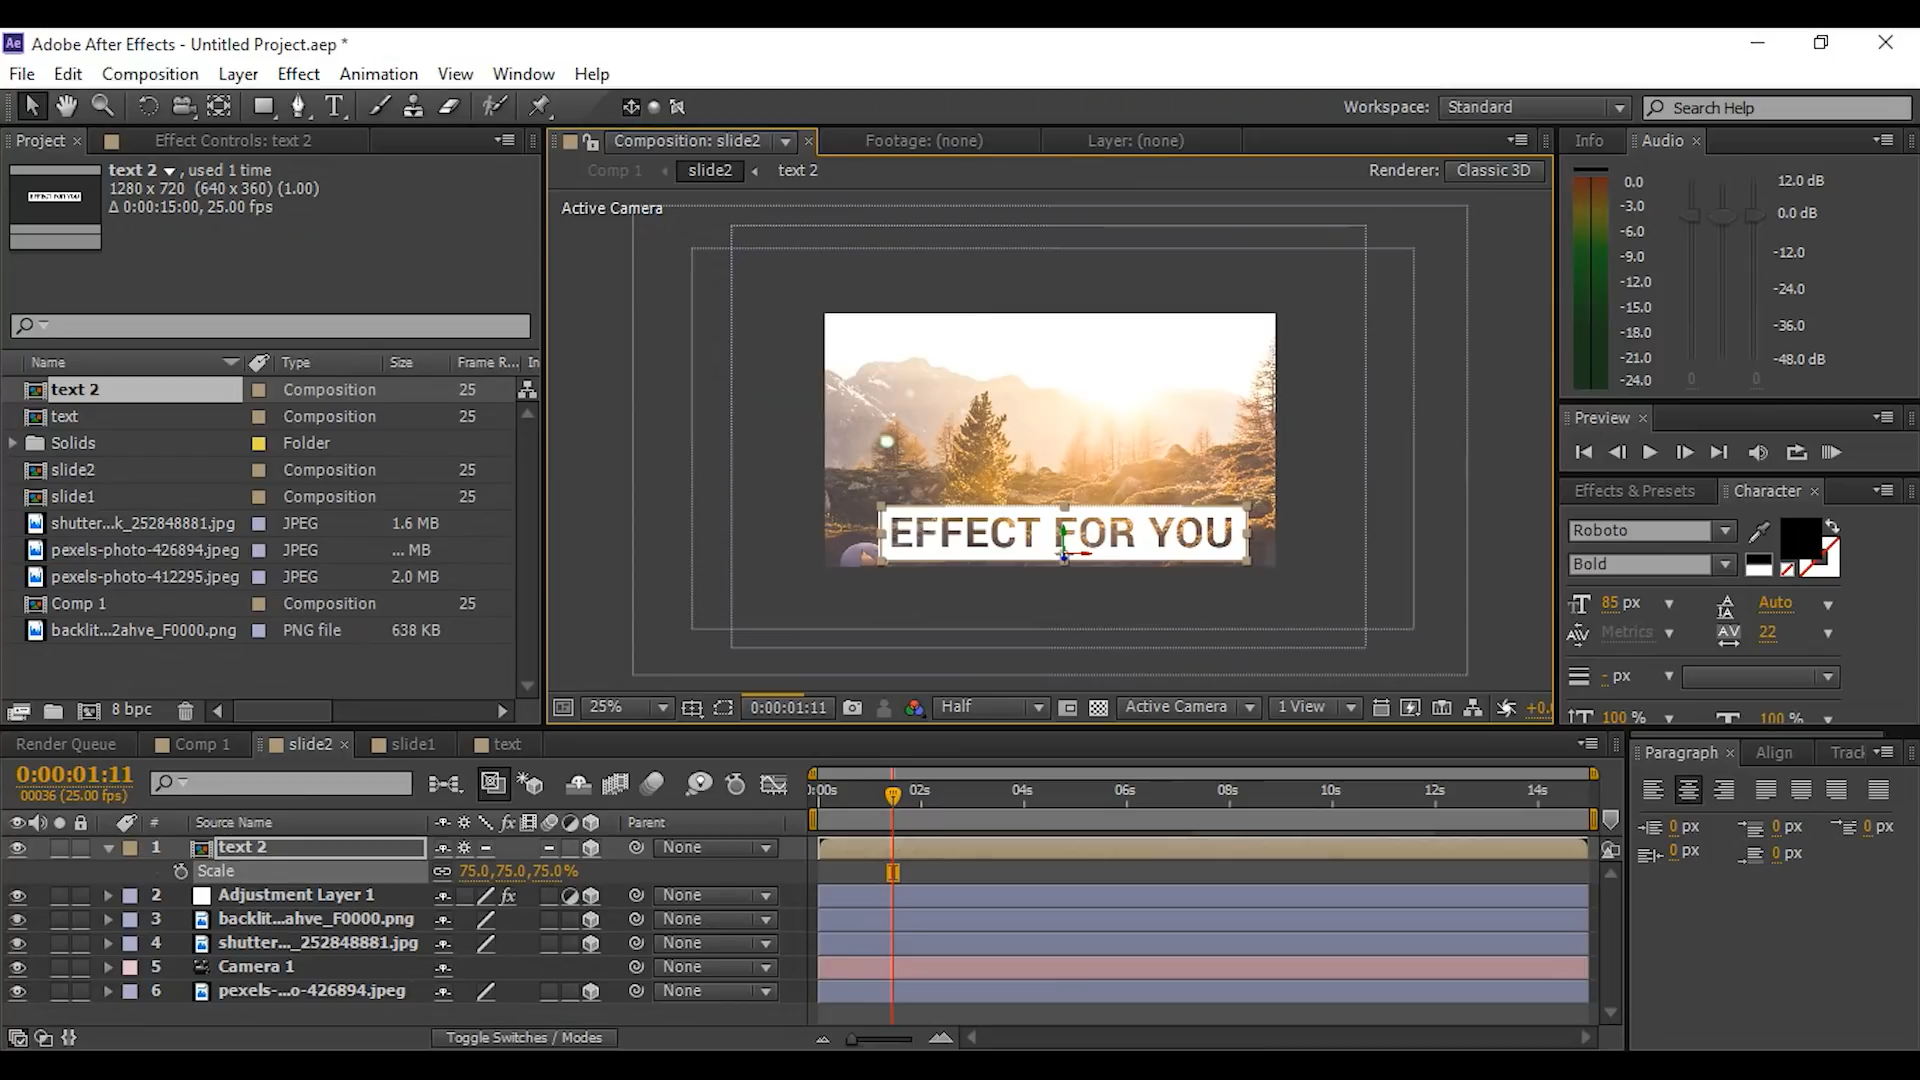 Ae Adobe After Effects - Untitled Project.aep *
File Edit Composition Layer Effect Animation View Window Help
Workspace: Standard Search Help
Project × Effect Controls: text 2
text 2 , used 1 time
1280 x 720 (640 x 360) (1.00)
Δ 0:00:15:00, 25.00 fps
EFFECT FOR YOU
Name Type Size Frame R... In
text 2 Composition 25
text Composition 25
Solids Folder
slide2 Composition 25
slide1 Composition 25
shutter...k_252848881.jpg JPEG 1.6 MB
pexels-photo-426894.jpeg JPEG ... MB
pexels-photo-412295.jpeg JPEG 2.0 MB
Comp 1 Composition 25
backlit...2ahve_F0000.png PNG file 638 KB
8 bpc
Composition: slide2 × Footage: (none) Layer: (none)
Comp 1 slide2 text 2 Renderer: Classic 3D
Active Camera
EFFECT FOR YOU
25% 0:00:01:11 Half Active Camera 1 View +0.
Info Audio ×
0.0 12.0 dB
-3.0 0.0 dB
-6.0
-9.0 -12.0
-12.0
-15.0 -24.0
-18.0 -36.0
-21.0 -48.0 dB
-24.0 0 0
Preview ×
Effects & Presets Character ×
Roboto
Bold
85 px Auto
Metrics 22
- px
100 % 100 %
Render Queue Comp 1 slide2 × slide1 text
0:00:01:11
00036 (25.00 fps)
:00s 02s 04s 06s 08s 10s 12s 14s
# Source Name fx Parent
1 text 2 None
Scale 75.0,75.0,75.0%
2 Adjustment Layer 1 fx None
3 backlit...ahve_F0000.png None
4 shutter..._252848881.jpg None
5 Camera 1 None
6 pexels-...o-426894.jpeg None
Toggle Switches / Modes
Paragraph × Align Track
0 px 0 px 0 px
0 px 0 px